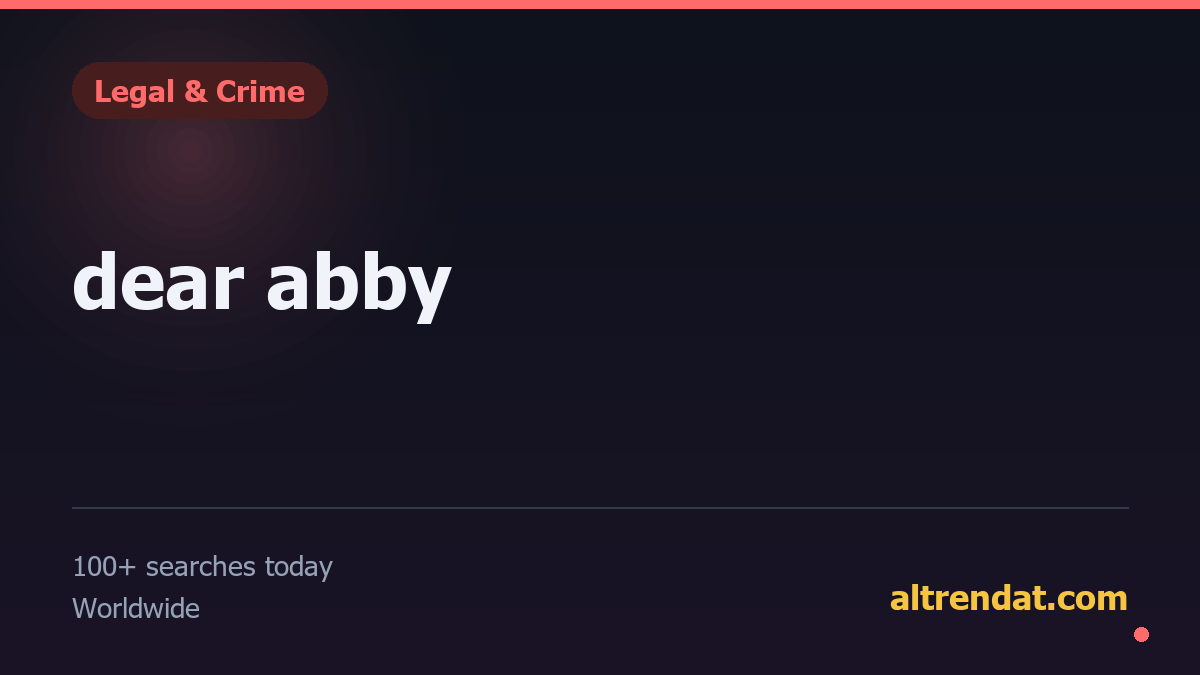 Legal & Crime
dear abby
100+ searches today
Worldwide
altrendat.com